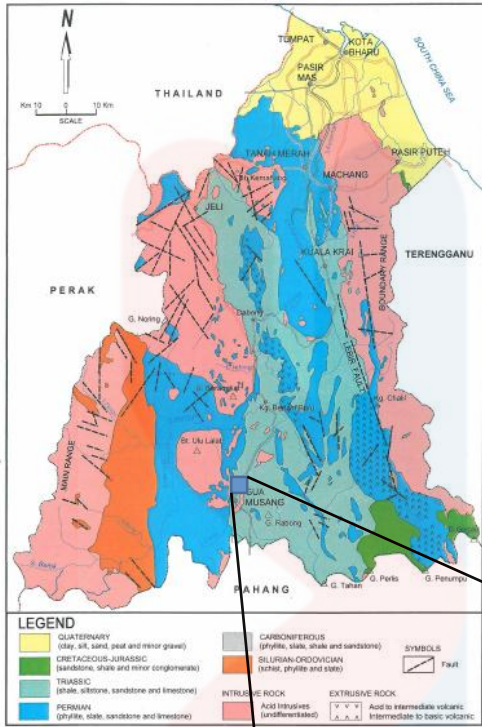 N
Km 10 0 10 Km
SCALE
THAILAND
TUMPAT
KOTA
BHARU
SOUTH CHINA SEA
PASIR
MAS
PASIR PUTEH
TANAH MERAH
MACHANG
JELI
KUALA KRAI
TERENGGANU
BOUNDARY RANGE
PERAK
G. Noring
Dabong
LEBIR FAULT
Kg. Chalil
MAIN RANGE
Bt. Ulu Lalat
GUA
MUSANG
G. Rabong
PAHANG
G. Tahan
G. Perlis
G. Penumpu
LEGEND
QUATERNARY
(clay, silt, sand, peat and minor gravel)
CRETACEOUS-JURASSIC
(sandstone, shale and minor conglomerate)
TRIASSIC
(shale, siltstone, sandstone and limestone)
PERMIAN
(phyllite, slate, sandstone and limestone)
CARBONIFEROUS
(phyllite, slate, shale and sandstone)
SILURIAN-ORDOVICIAN
(schist, phyllite and slate)
INTRUSIVE ROCK
Acid Intrusives
(undifferentiated)
SYMBOLS
Fault
EXTRUSIVE ROCK
Acid to intermediate volcanic
Intermediate to basic volcanic